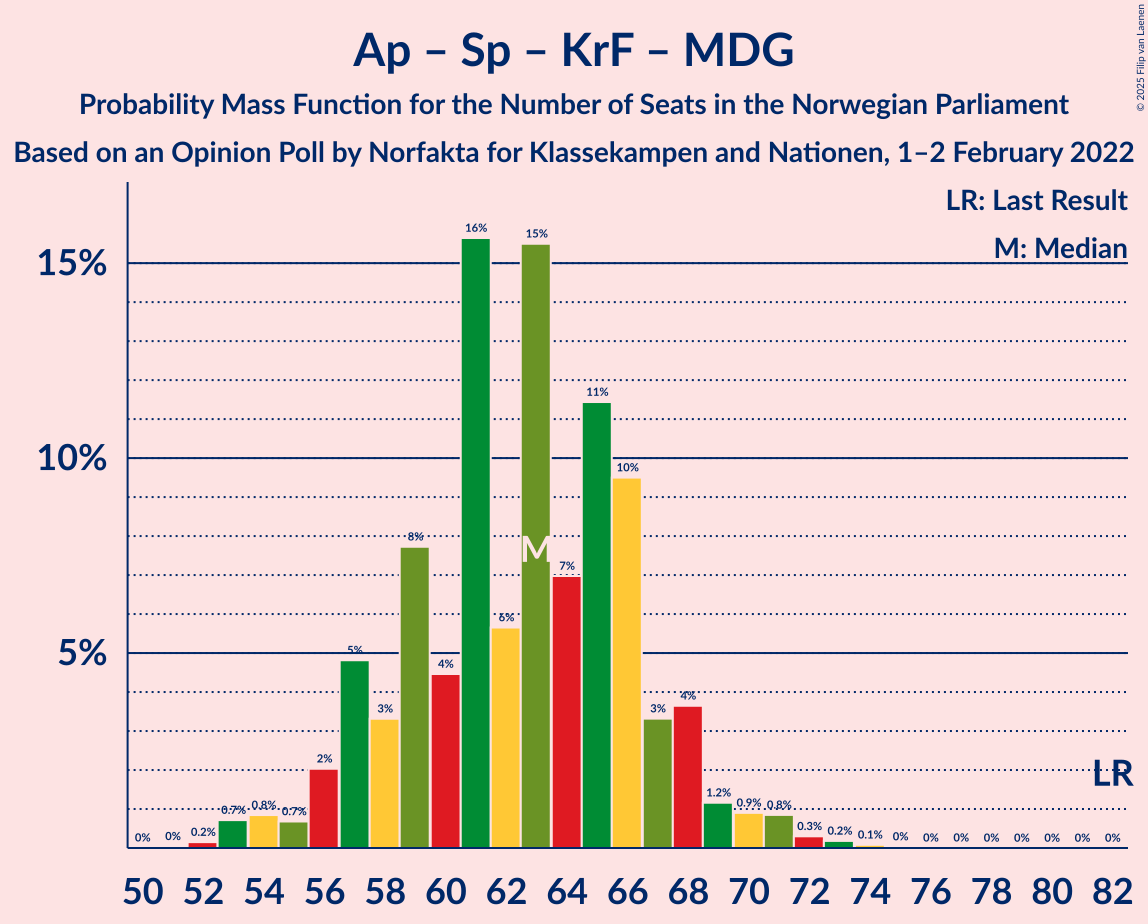 Ap – Sp – KrF – MDG
Probability Mass Function for the Number of Seats in the Norwegian Parliament
Based on an Opinion Poll by Norfakta for Klassekampen and Nationen, 1–2 February 2022
© 2025 Filip van Laenen
LR: Last Result
M: Median
15%
10%
5%
0% 0% 0.2% 0.7% 0.8% 0.7% 2% 5% 3% 8% 4% 16% 6% 15% 7% 11% 10% 3% 4% 1.2% 0.9% 0.8% 0.3% 0.2% 0.1% 0% 0% 0% 0% 0% 0% 0% 0%
M
LR
50 52 54 56 58 60 62 64 66 68 70 72 74 76 78 80 82